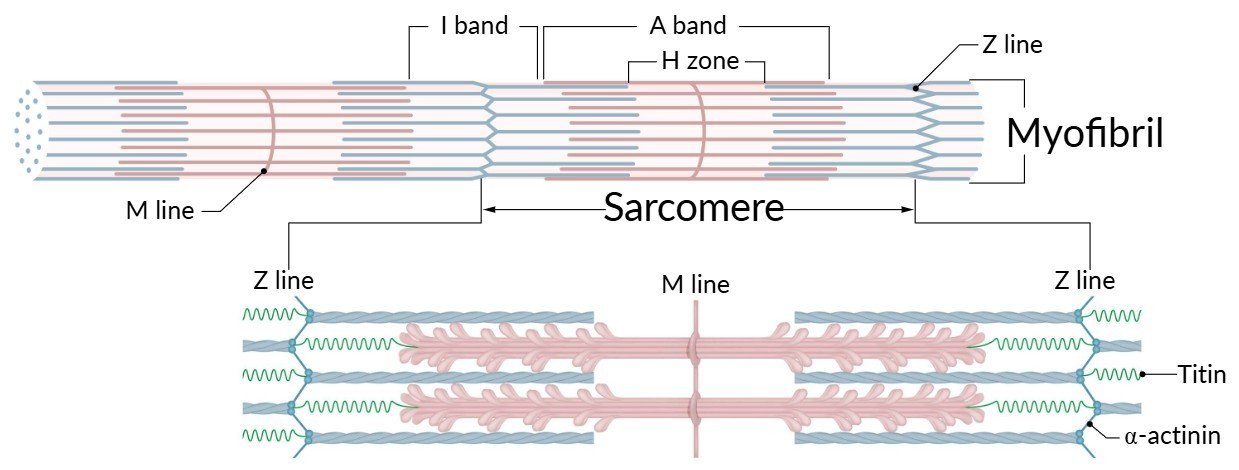 I band
A band
H zone
Z line
Myofibril
M line
Sarcomere
Z line
M line
Z line
Titin
α-actinin